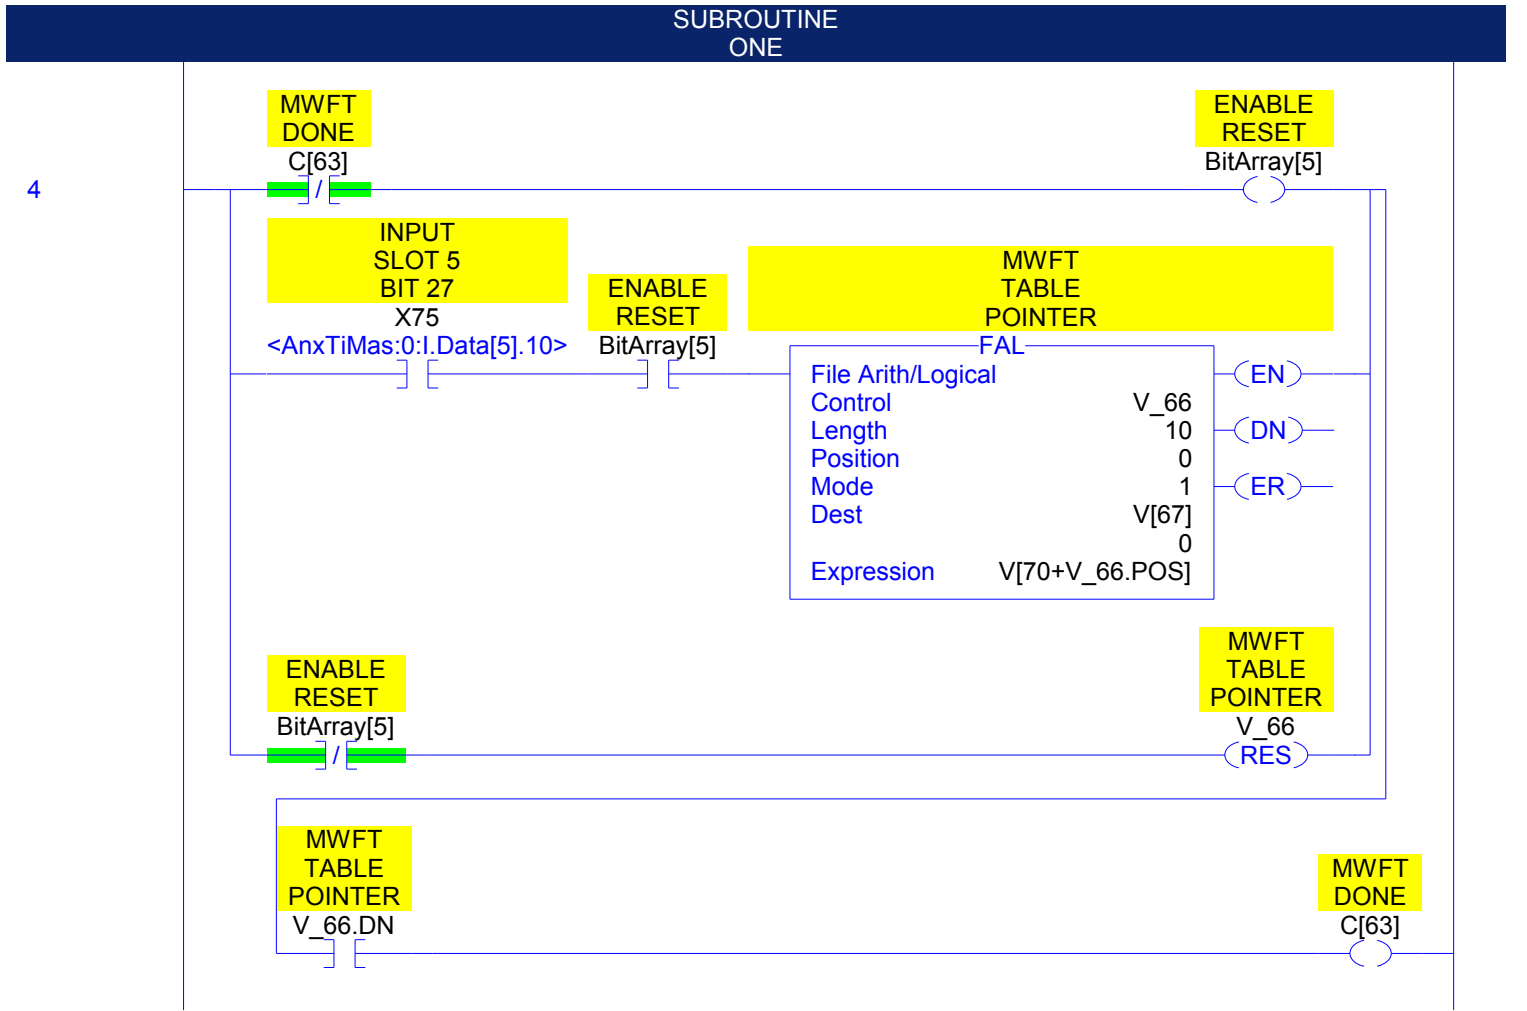 SUBROUTINE
ONE
MWFT
DONE
C[63]
/
ENABLE
RESET
BitArray[5]
4
INPUT
SLOT 5
BIT 27
X75
<AnxTiMas:0:I.Data[5].10>
ENABLE
RESET
BitArray[5]
MWFT
TABLE
POINTER
FAL
File Arith/Logical
Control V_66
Length 10
Position 0
Mode 1
Dest V[67]
0
Expression V[70+V_66.POS]
EN
DN
ER
ENABLE
RESET
BitArray[5]
/
MWFT
TABLE
POINTER
V_66
RES
MWFT
TABLE
POINTER
V_66.DN
MWFT
DONE
C[63]